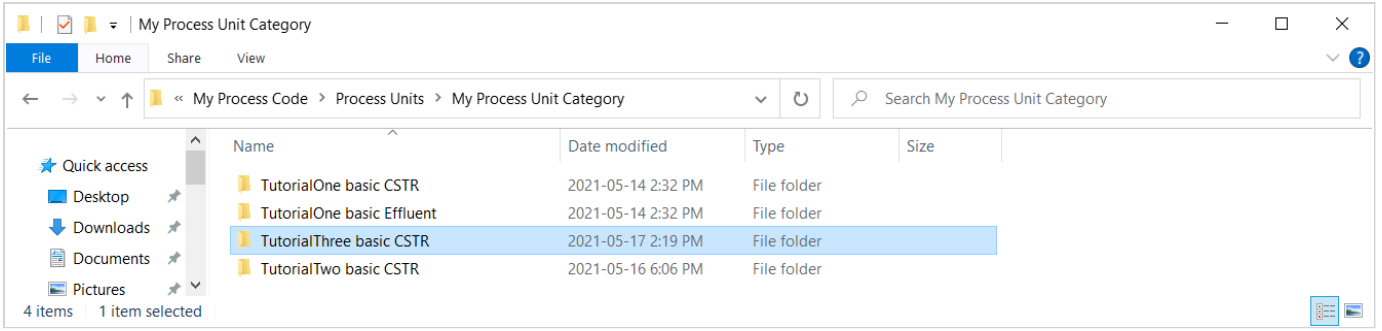 My Process Unit Category
File Home Share View
« My Process Code > Process Units > My Process Unit Category Search My Process Unit Category
Name Date modified Type Size
Quick access
Desktop
Downloads
Documents
Pictures
TutorialOne basic CSTR 2021-05-14 2:32 PM File folder
TutorialOne basic Effluent 2021-05-14 2:32 PM File folder
TutorialThree basic CSTR 2021-05-17 2:19 PM File folder
TutorialTwo basic CSTR 2021-05-16 6:06 PM File folder
4 items 1 item selected